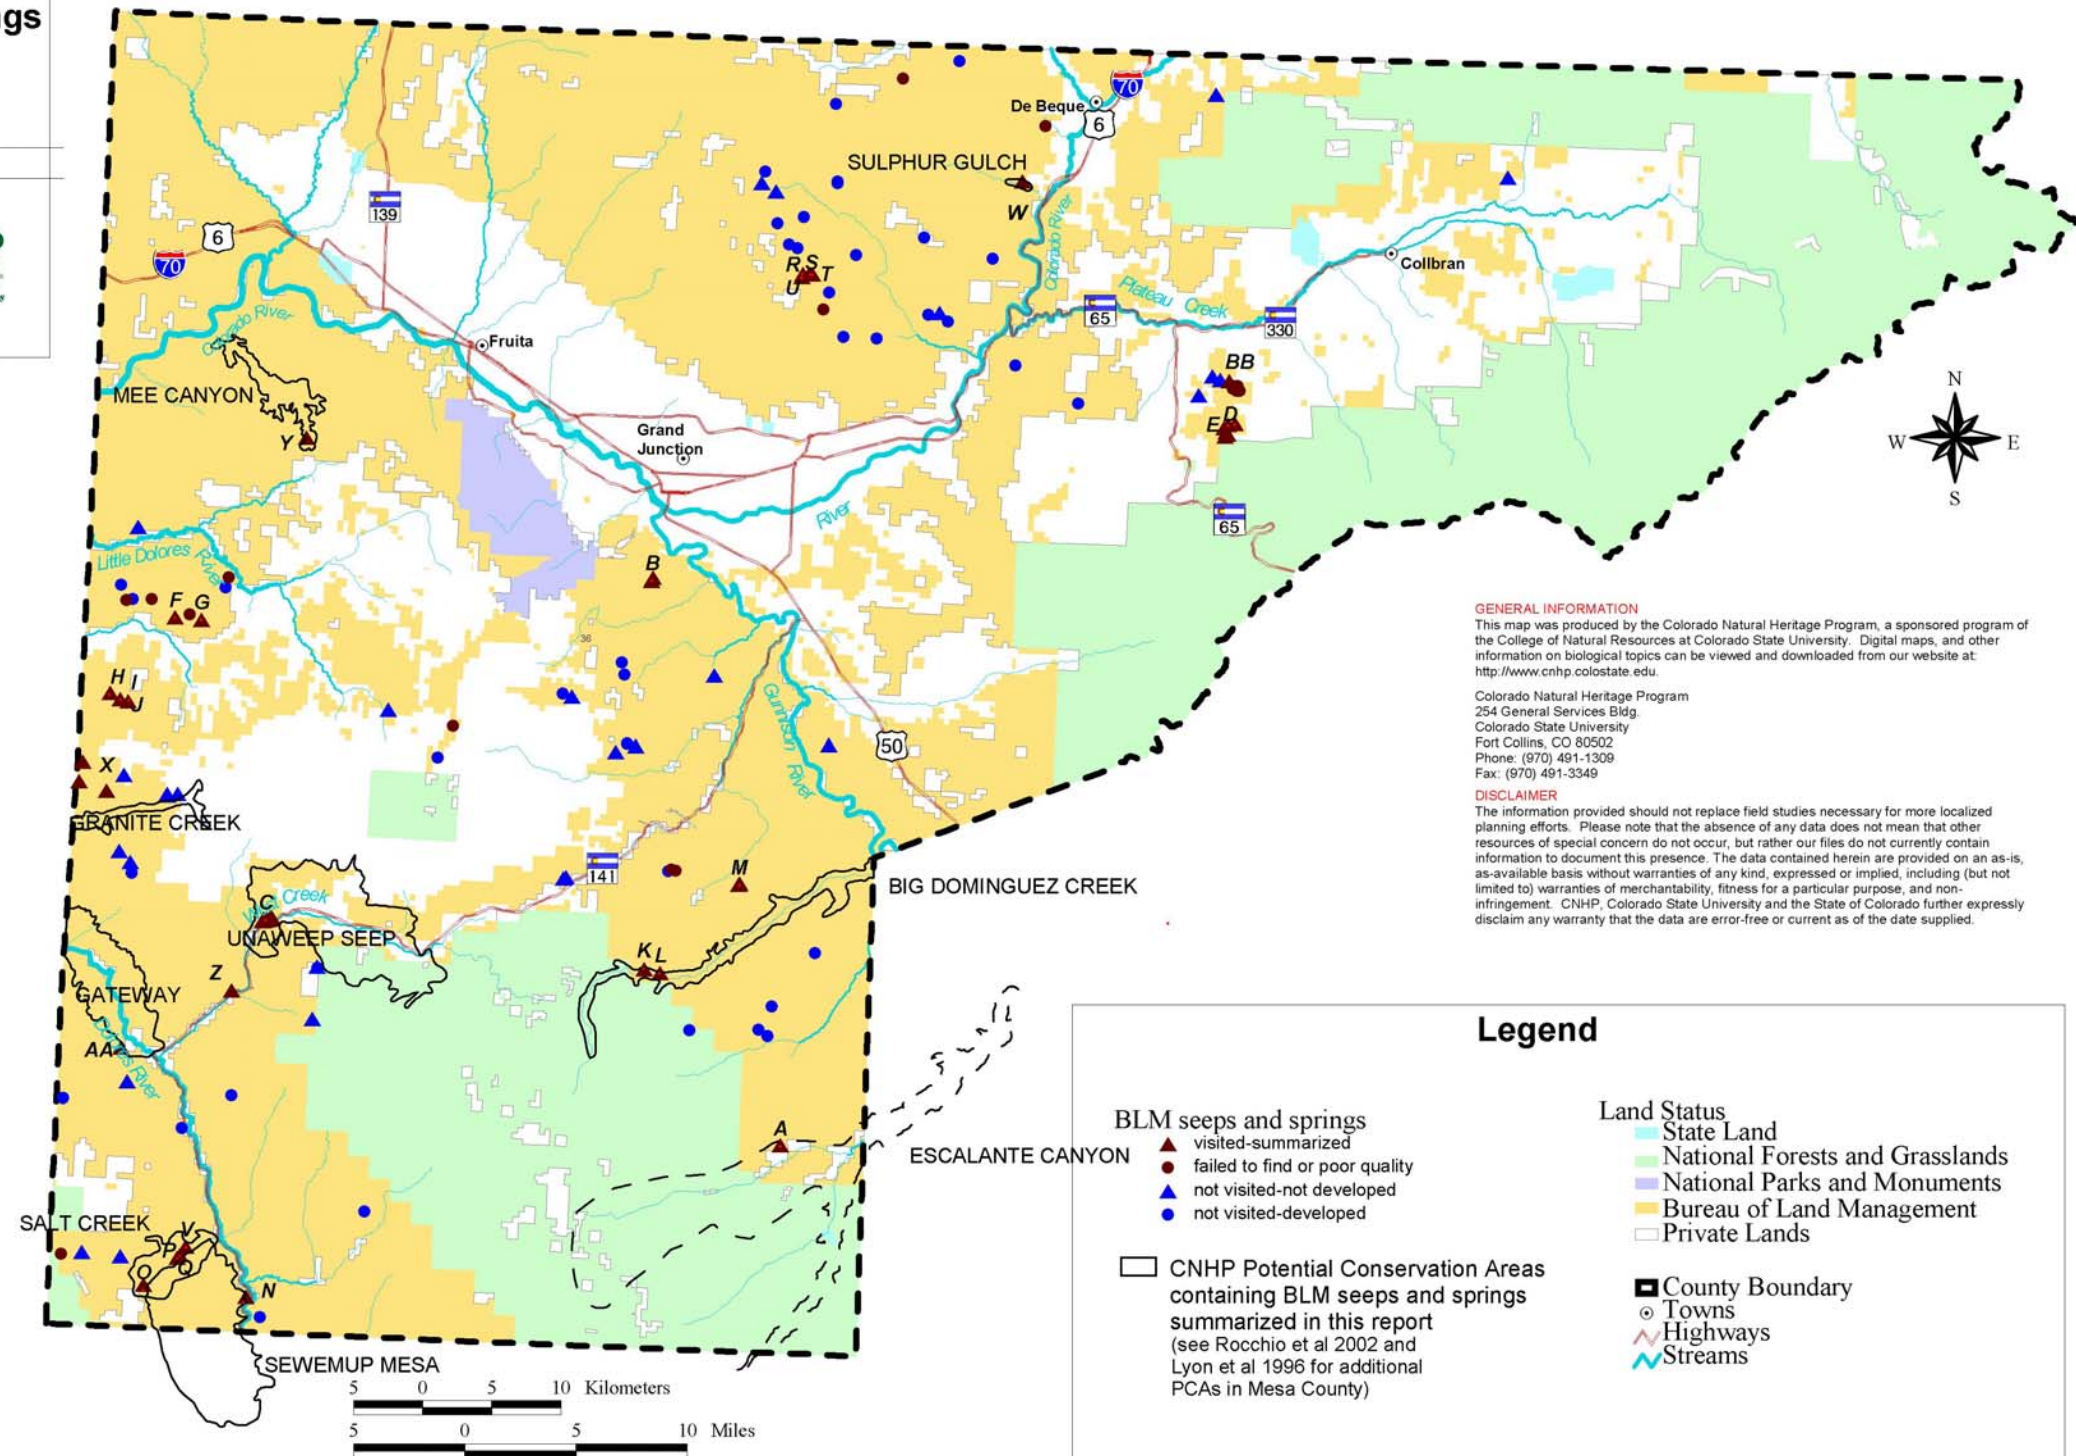 gs
70
De Beque
6
SULPHUR GULCH
W
Colorado River
139
6
70
R S T
U
Collbran
Plateau Creek
65
330
Colorado River
Fruita
BB
MEE CANYON
D
E
Y
Grand
Junction
N
W E
S
65
River
Little Dolores River
B
F G
36
H I
J
Gunnison River
50
X
GRANITE CREEK
141
M
BIG DOMINGUEZ CREEK
C
West Creek
UNAWEEP SEEP
K L
Z
GATEWAY
AA
Dolores River
A
ESCALANTE CANYON
SALT CREEK
V
P
Q
O
N
SEWEMUP MESA
5 0 5 10 Kilometers
5 0 5 10 Miles
GENERAL INFORMATION
This map was produced by the Colorado Natural Heritage Program, a sponsored program of
the College of Natural Resources at Colorado State University. Digital maps, and other
information on biological topics can be viewed and downloaded from our website at:
http://www.cnhp.colostate.edu.
Colorado Natural Heritage Program
254 General Services Bldg.
Colorado State University
Fort Collins, CO 80502
Phone: (970) 491-1309
Fax: (970) 491-3349
DISCLAIMER
The information provided should not replace field studies necessary for more localized
planning efforts. Please note that the absence of any data does not mean that other
resources of special concern do not occur, but rather our files do not currently contain
information to document this presence. The data contained herein are provided on an as-is,
as-available basis without warranties of any kind, expressed or implied, including (but not
limited to) warranties of merchantability, fitness for a particular purpose, and non-
infringement. CNHP, Colorado State University and the State of Colorado further expressly
disclaim any warranty that the data are error-free or current as of the date supplied.
Legend
BLM seeps and springs
visited-summarized
failed to find or poor quality
not visited-not developed
not visited-developed
CNHP Potential Conservation Areas
containing BLM seeps and springs
summarized in this report
(see Rocchio et al 2002 and
Lyon et al 1996 for additional
PCAs in Mesa County)
Land Status
State Land
National Forests and Grasslands
National Parks and Monuments
Bureau of Land Management
Private Lands
County Boundary
Towns
Highways
Streams